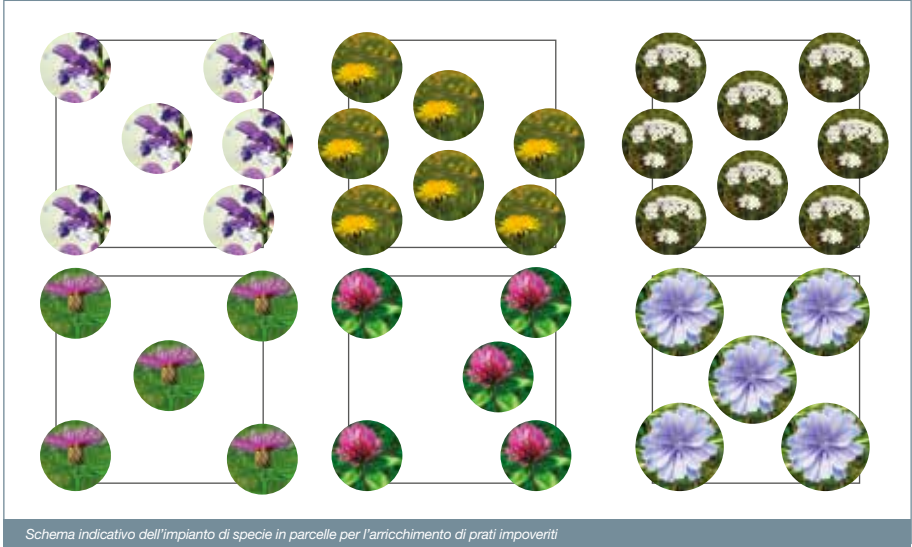 Schema indicativo dell'impianto di specie in parcelle per l'arricchimento di prati impoveriti